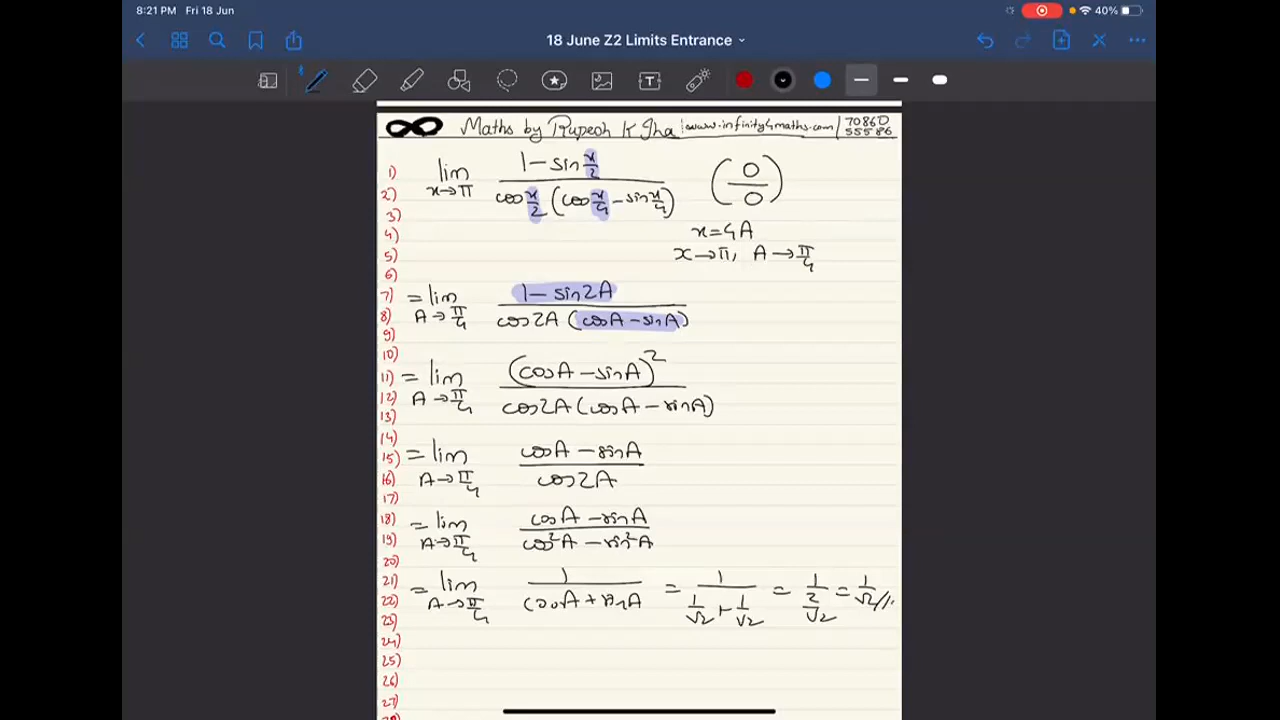 8:21 PM Fri 18 Jun 40%
18 June Z2 Limits Entrance
∞ Maths by Rupesh K Jha | www.infinity4maths.com / 70860 55586
1)
2) lim x→π (1 − sin x/2) / (cos x/2 (cos x/4 − sin x/4)) (0/0)
3)
4) x = 4A
5) x → π, A → π/4
6)
7) = lim A→π/4 (1 − sin2A) / (cos2A (cosA − sinA))
8)
9)
10)
11) = lim A→π/4 (cosA − sinA)² / (cos2A (cosA − sinA))
12)
13)
14)
15) = lim A→π/4 (cosA − sinA) / cos2A
16)
17)
18) = lim A→π/4 (cosA − sinA) / (cos²A − sin²A)
19)
20)
21) = lim A→π/4 1 / (cosA + sinA) = 1 / (1/√2 + 1/√2) = 1 / (2/√2) = 1/√2 //
22)
23)
24)
25)
26)
27)